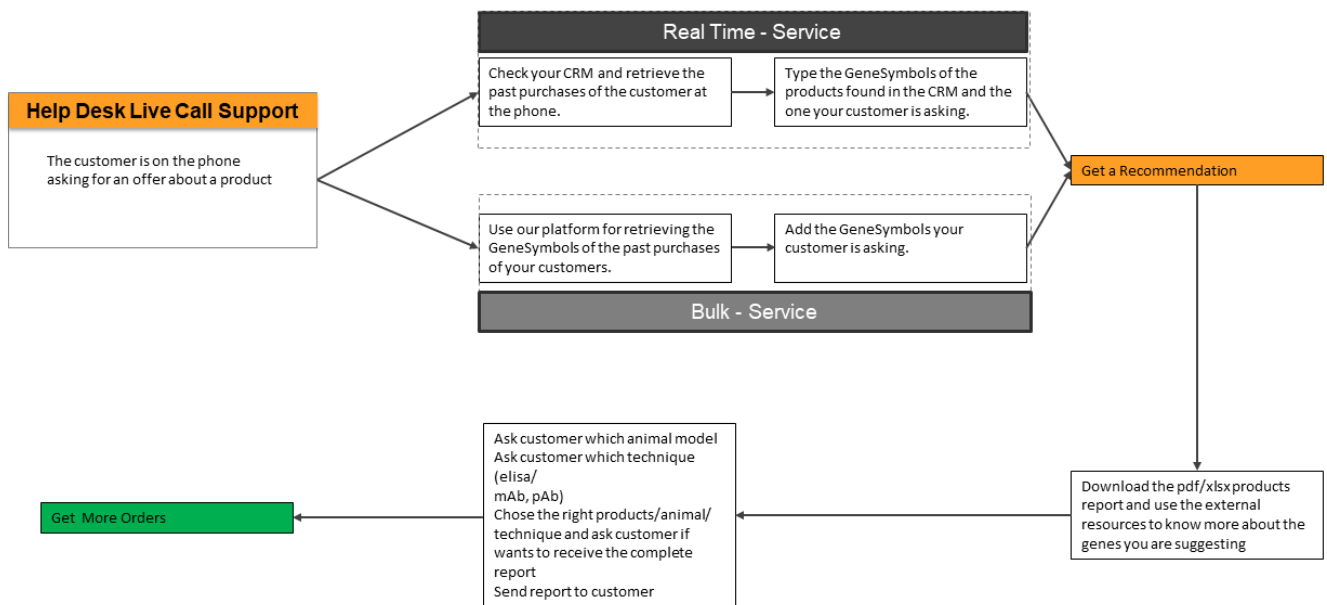 Real Time - Service
Help Desk Live Call Support
The customer is on the phone
asking for an offer about a product
Check your CRM and retrieve the
past purchases of the customer at
the phone.
Type the GeneSymbols of the
products found in the CRM and the
one your customer is asking.
Use our platform for retrieving the
GeneSymbols of the past purchases
of your customers.
Add the GeneSymbols your
customer is asking.
Bulk - Service
Get a Recommendation
Download the pdf/xlsx products
report and use the external
resources to know more about the
genes you are suggesting
Ask customer which animal model
Ask customer which technique
(elisa/
mAb, pAb)
Chose the right products/animal/
technique and ask customer if
wants to receive the complete
report
Send report to customer
Get More Orders